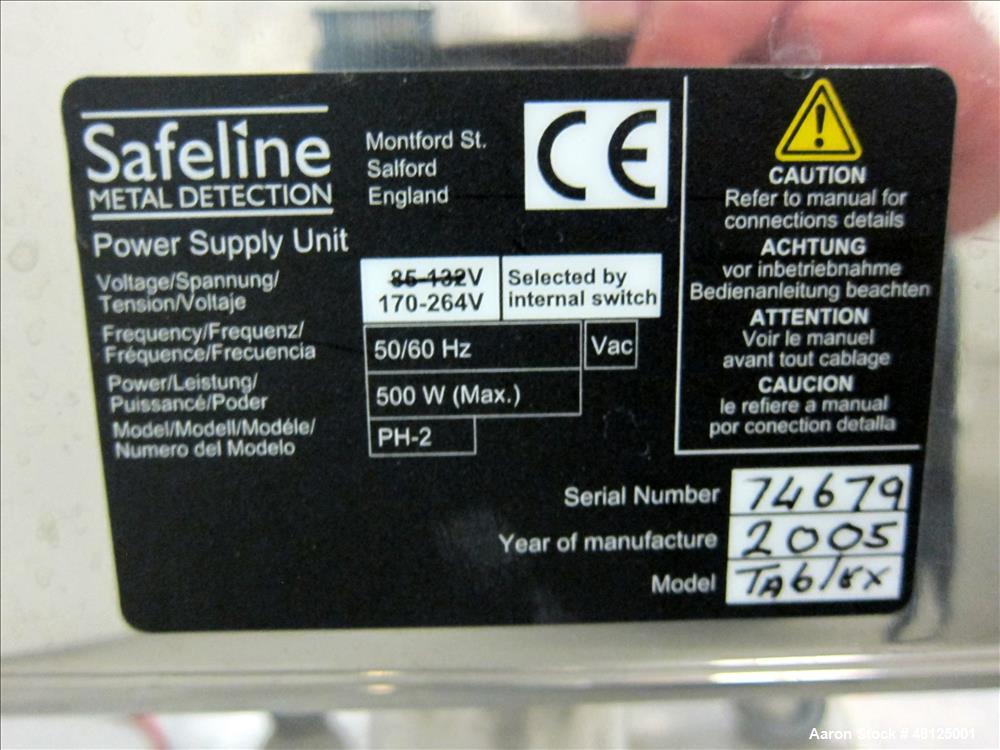 Safeline
METAL DETECTION
Montford St.
Salford
England
CE
Power Supply Unit
Voltage/Spannung/
Tension/Voltaje
85-132V
170-264V
Selected by
internal switch
Frequency/Frequenz/
Fréquence/Frecuencia
50/60 Hz
Vac
Power/Leistung/
Puissancé/Poder
500 W (Max.)
Model/Modell/Modéle/
Numero del Modelo
PH-2
CAUTION
Refer to manual for
connections details
ACHTUNG
vor inbetriebnahme
Bedienanleitung beachten
ATTENTION
Voir le manuel
avant tout cablage
CAUCION
le refiere a manual
por conection detalla
Serial Number 74679
Year of manufacture 2005
Model
Aaron Stock # 48125001